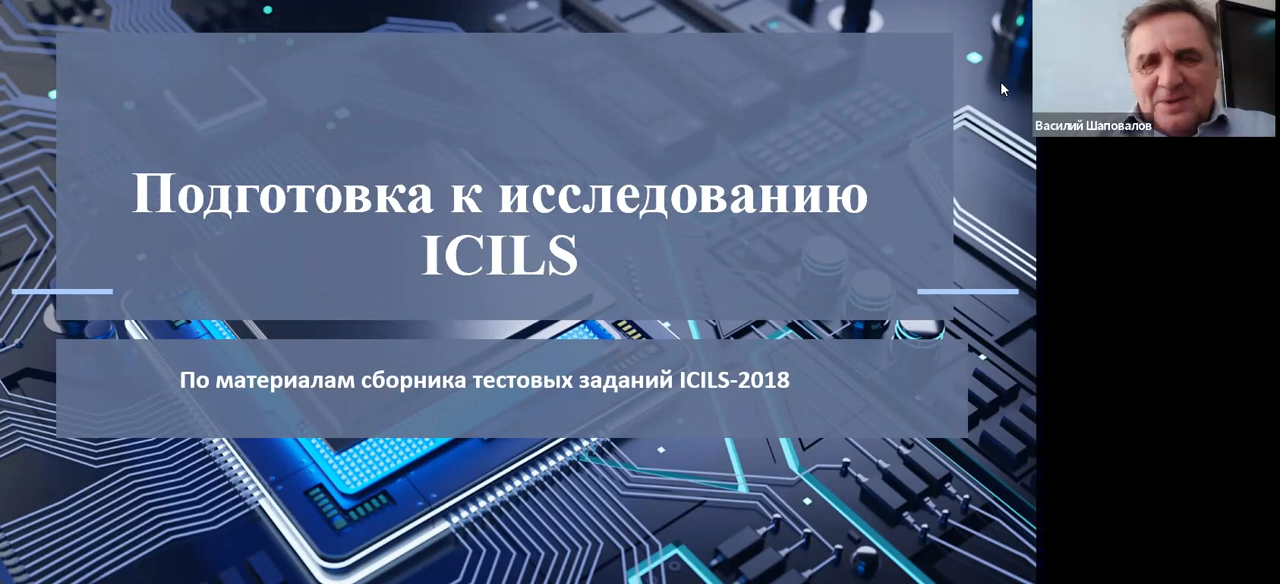 Подготовка к исследованию
ICILS
По материалам сборника тестовых заданий ICILS-2018
Василий Шаповалов